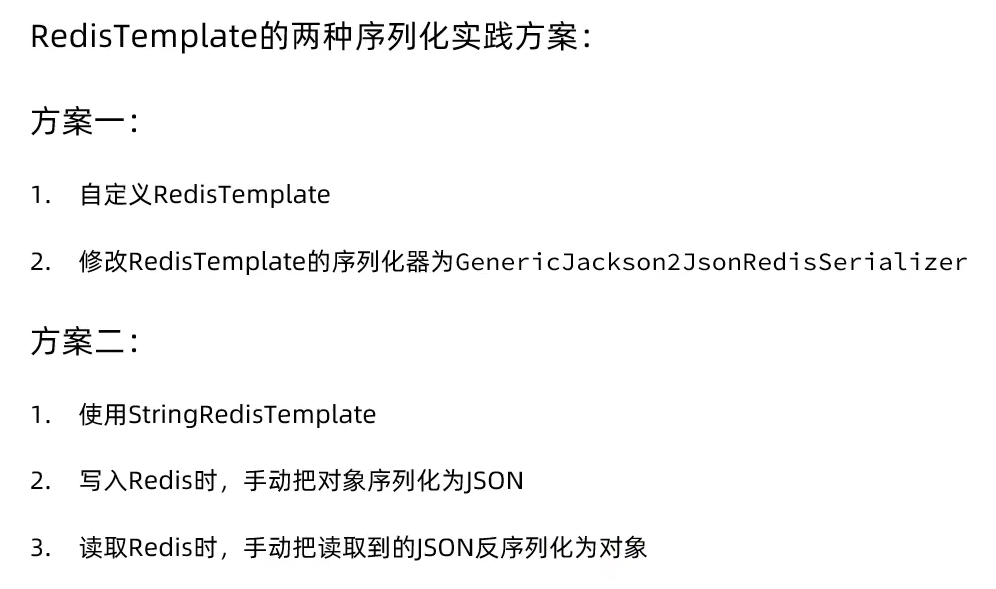 RedisTemplate的两种序列化实践方案：
方案一：
1. 自定义RedisTemplate
2. 修改RedisTemplate的序列化器为GenericJackson2JsonRedisSerializer
方案二：
1. 使用StringRedisTemplate
2. 写入Redis时，手动把对象序列化为JSON
3. 读取Redis时，手动把读取到的JSON反序列化为对象